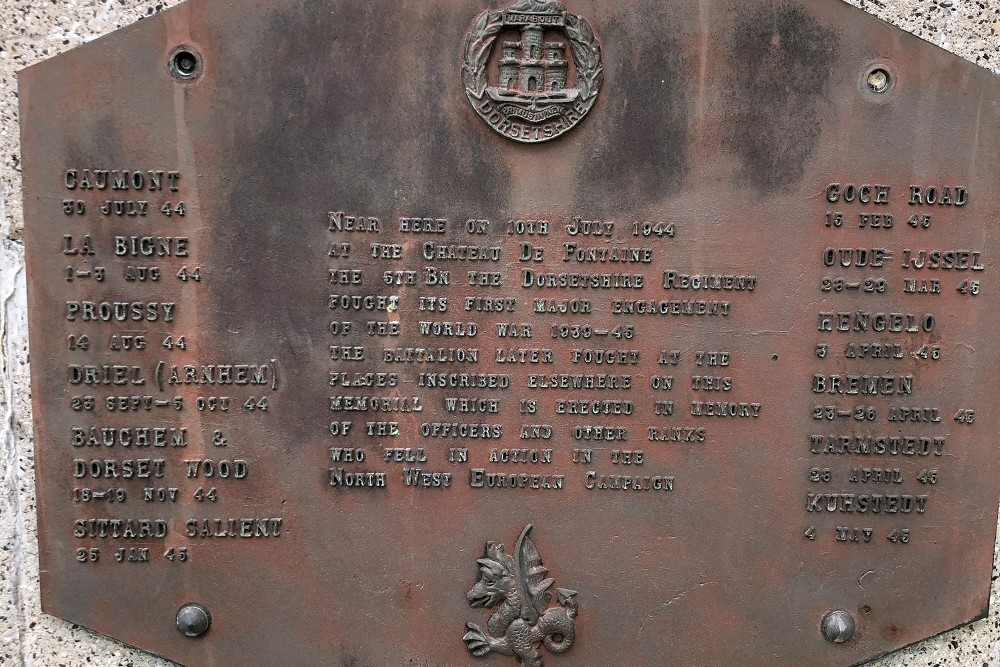 MARABOUT
DORSETSHIRE
CAUMONT
30 JULY 44
LA BIGNE
1-3 AUG 44
PROUSSY
14 AUG 44
DRIEL (ARNHEM)
23 SEPT-5 OCT 44
BAUCHEM &
DORSET WOOD
18-19 NOV 44
SITTARD SALIENT
25 JAN 45
NEAR HERE ON 10TH JULY 1944
AT THE CHATEAU DE FONTAINE
THE 5TH BN THE DORSETSHIRE REGIMENT
FOUGHT ITS FIRST MAJOR ENGAGEMENT
OF THE WORLD WAR 1939-45
THE BATTALION LATER FOUGHT AT THE
PLACES INSCRIBED ELSEWHERE ON THIS
MEMORIAL WHICH IS ERECTED IN MEMORY
OF THE OFFICERS AND OTHER RANKS
WHO FELL IN ACTION IN THE
NORTH WEST EUROPEAN CAMPAIGN
GOCH ROAD
15 FEB 45
OUDE IJSSEL
28-29 MAR 45
HENGELO
3 APRIL 45
BREMEN
23-26 APRIL 45
TARMSTEDT
28 APRIL 45
KUHSTEDT
4 MAY 45